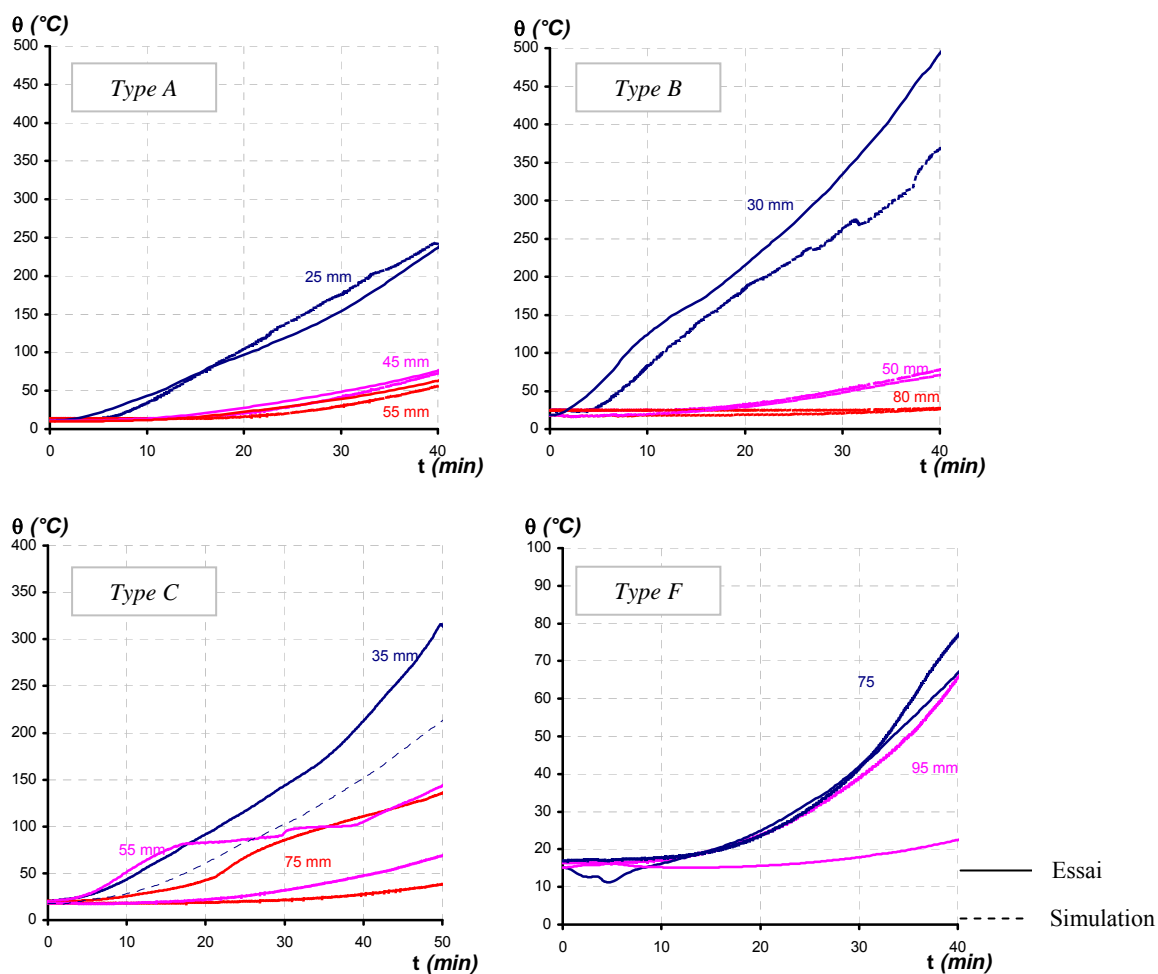 θ (°C)
500
450
400
350
300
250
200
150
100
50
0
Type A
25 mm
45 mm
55 mm
0 10 20 30 40
t (min)
θ (°C)
500
450
400
350
300
250
200
150
100
50
0
Type B
30 mm
50 mm
80 mm
0 10 20 30 40
t (min)
θ (°C)
400
350
300
250
200
150
100
50
0
Type C
35 mm
55 mm
75 mm
0 10 20 30 40 50
t (min)
θ (°C)
100
90
80
70
60
50
40
30
20
10
0
Type F
75
95 mm
0 10 20 30 40
t (min)
Essai
Simulation